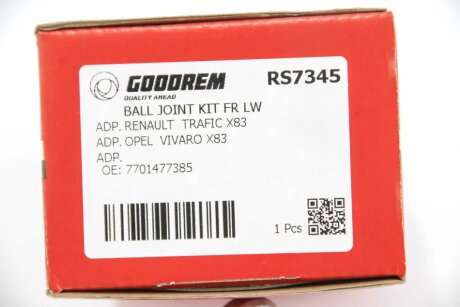 GOODREM RS7345
QUALITY AHEAD
BALL JOINT KIT FR LW
ADP. RENAULT TRAFIC X83
ADP. OPEL VIVARO X83
ADP.
OE: 7701477385
1 Pcs